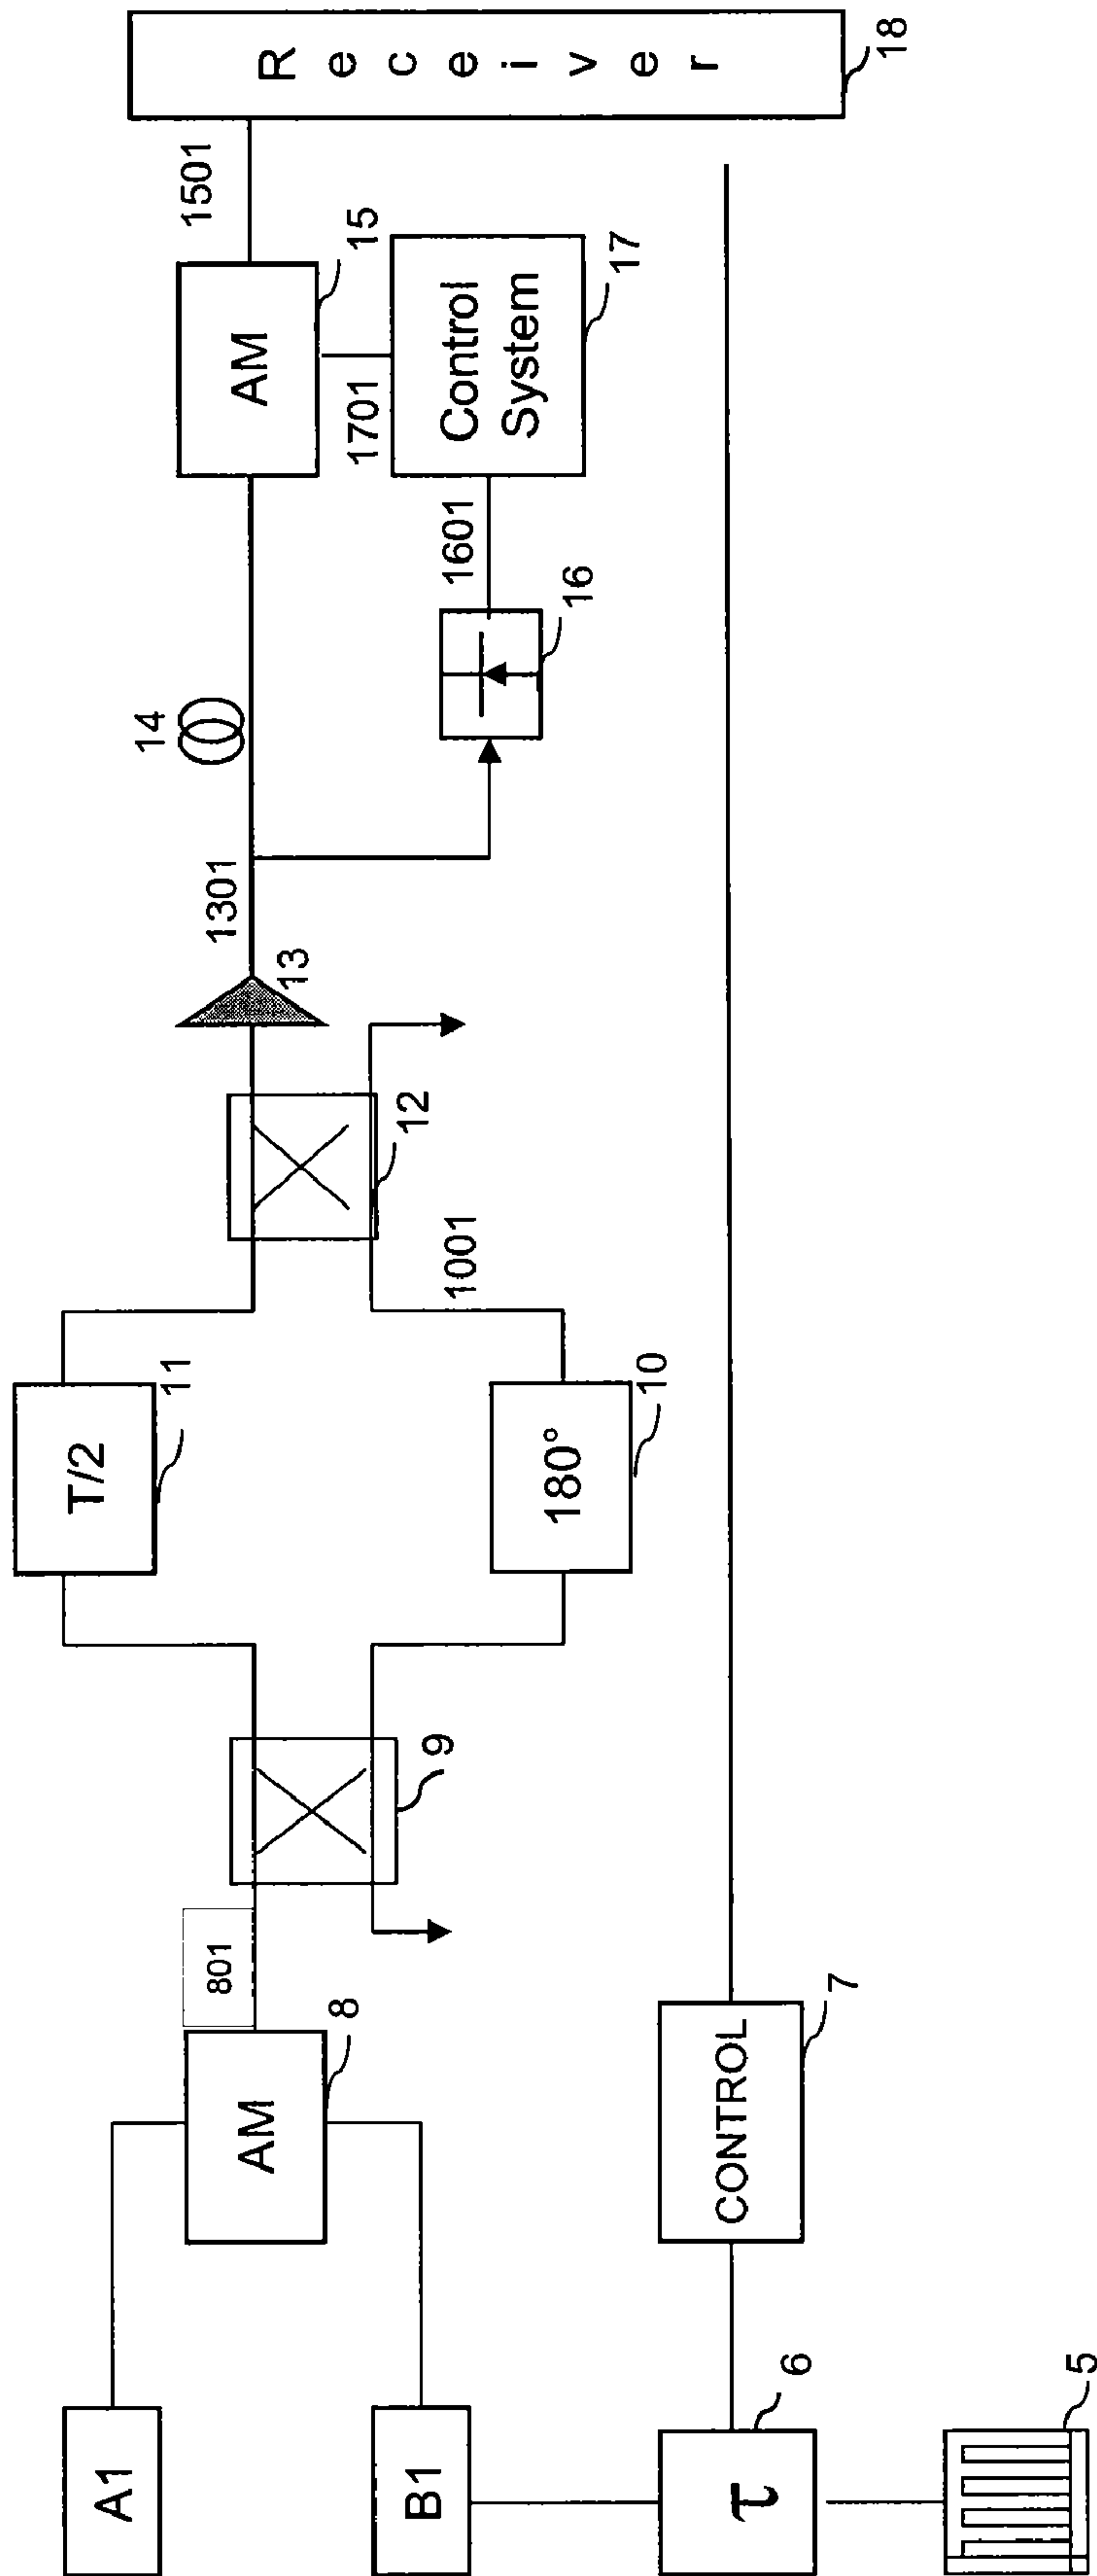 A1
B1
τ
6
5
AM
8
801
9
CONTROL
7
T/2
11
180°
10
1001
12
13
1301
14
16
1601
AM
15
1701
Control
System
17
1501
Receiver
18